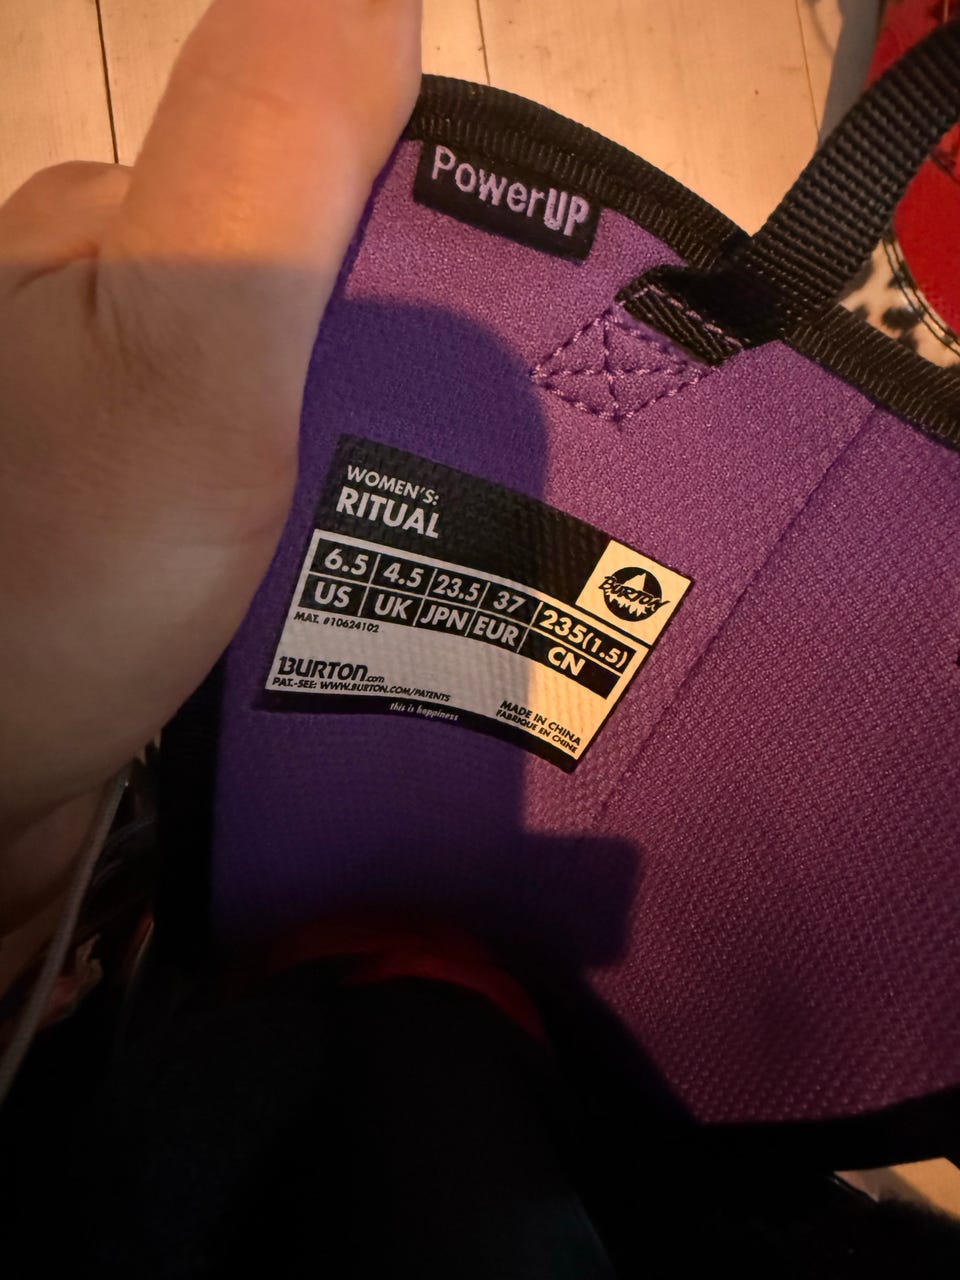 PowerUP
WOMEN'S:
RITUAL
BURTON
6.5 4.5 23.5 37 235(1.5)
US UK JPN EUR CN
MAT. #10624102
BURTON.com
PAT.-SEE: WWW.BURTON.COM/PATENTS
this is happiness
MADE IN CHINA
FABRIQUÉ EN CHINE